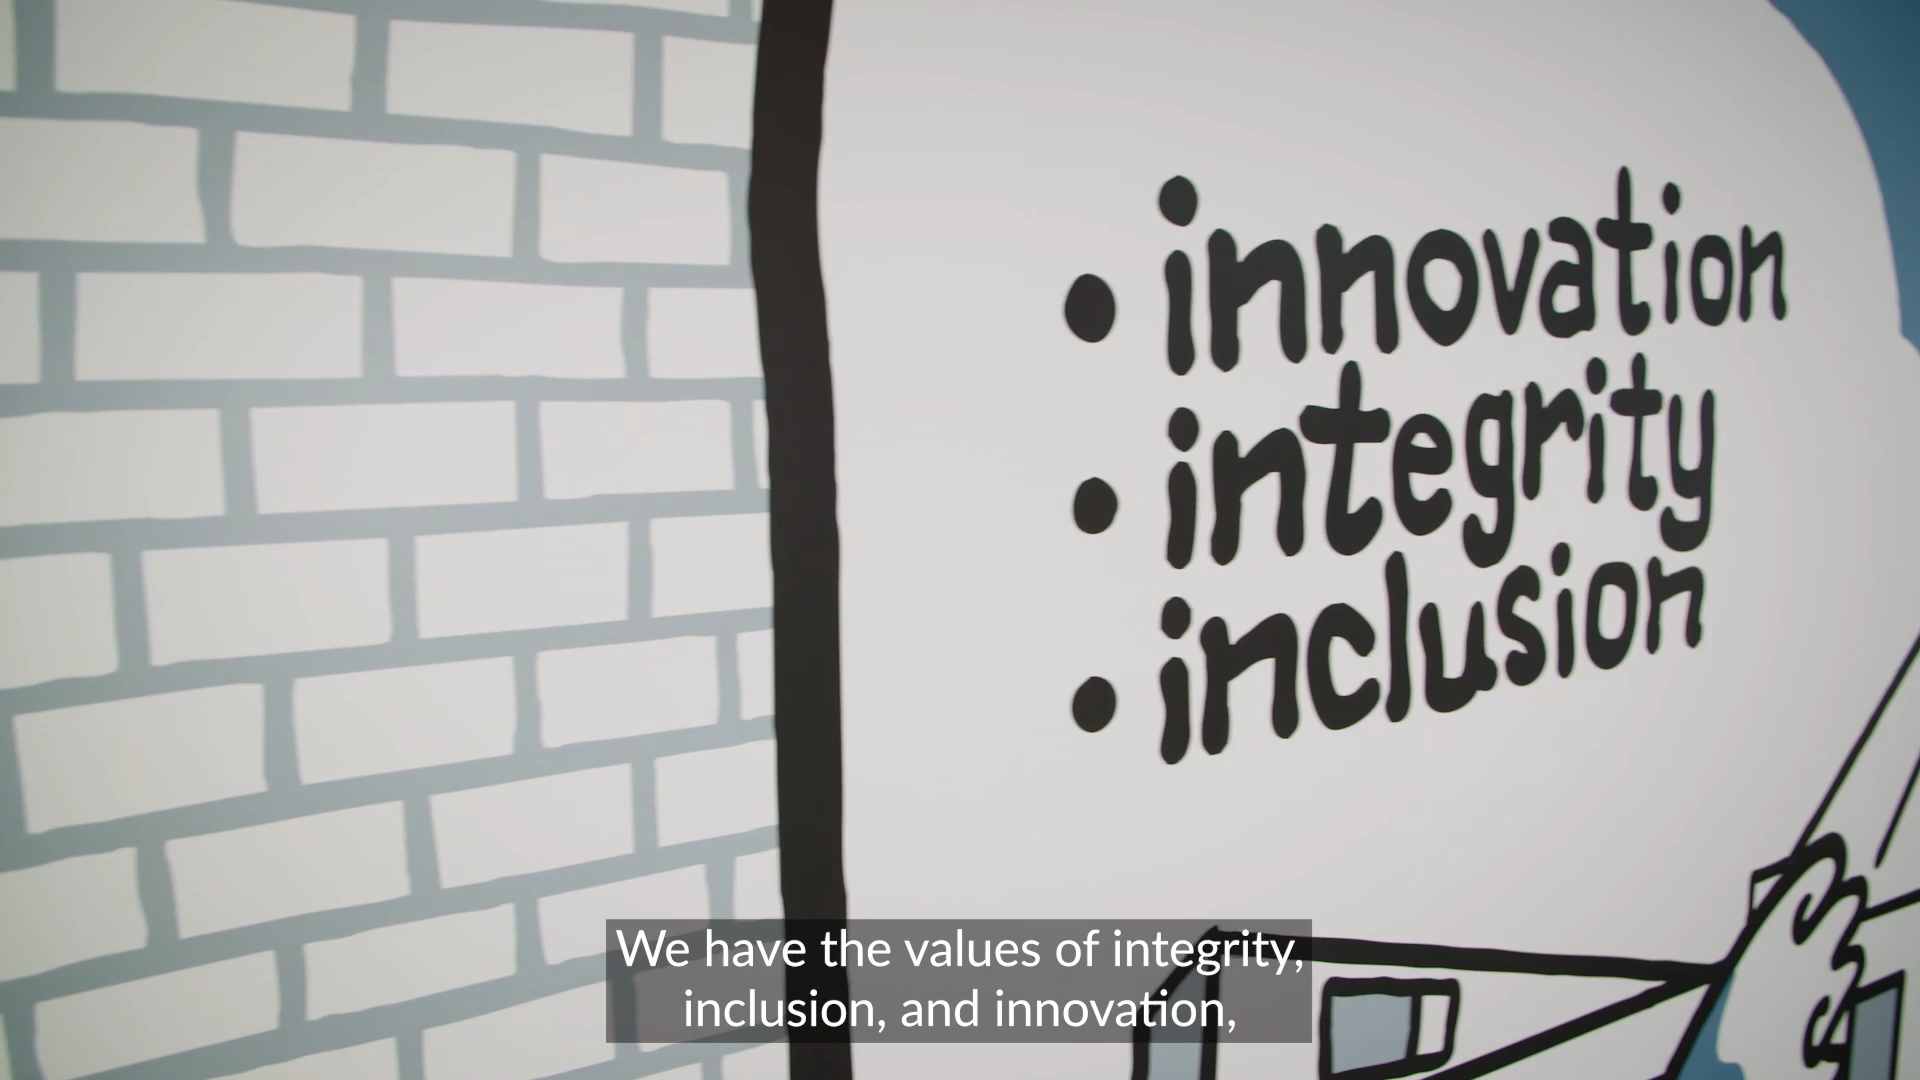 • innovation
• integrity
• inclusion
We have the values of integrity,
inclusion, and innovation,